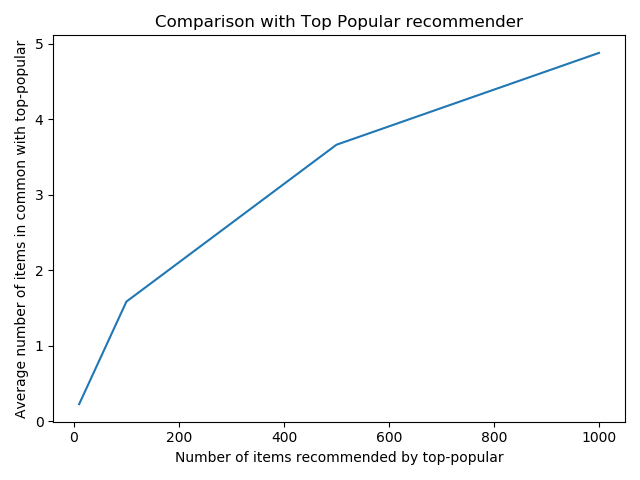 Comparison with Top Popular recommender
Average number of items in common with top-popular
5
4
3
2
1
0
0 200 400 600 800 1000
Number of items recommended by top-popular